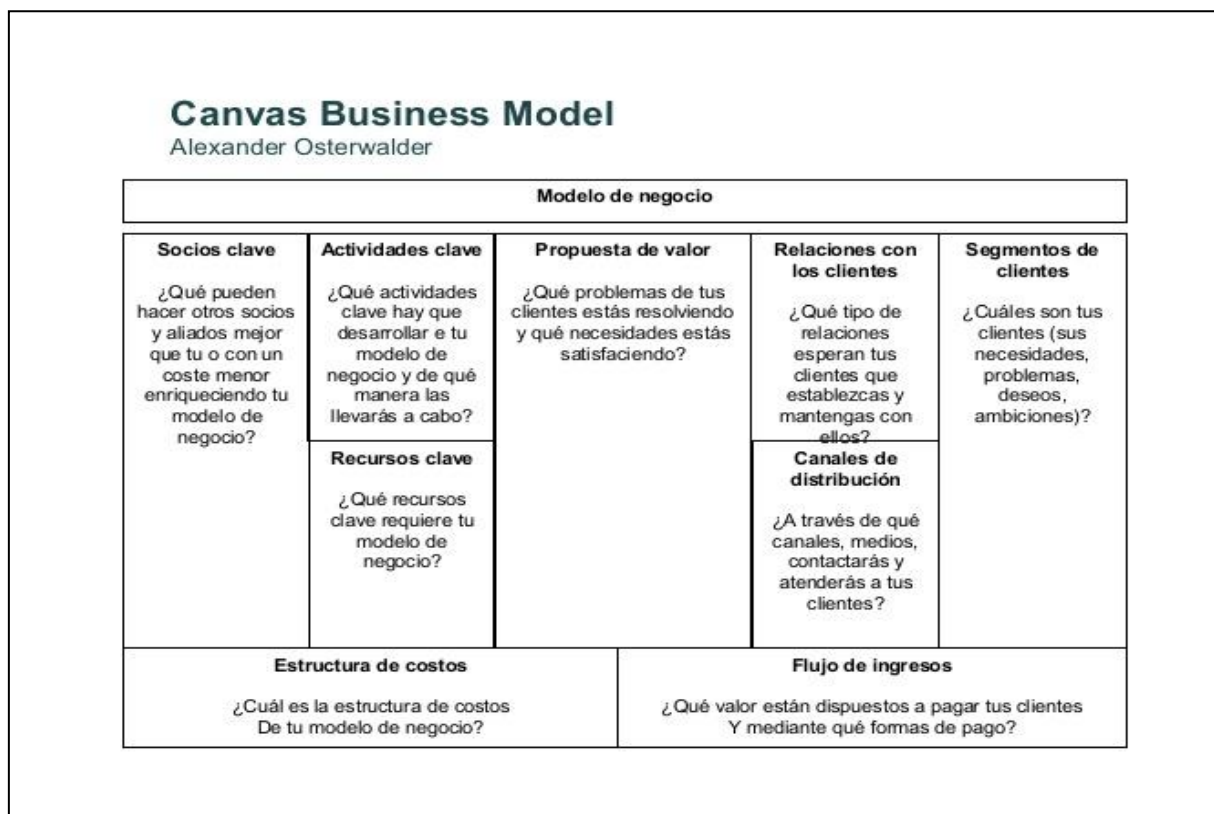 Canvas Business Model
Alexander Osterwalder
Modelo de negocio
Socios clave
¿Qué pueden
hacer otros socios
y aliados mejor
que tu o con un
coste menor
enriqueciendo tu
modelo de
negocio?
Actividades clave
¿Qué actividades
clave hay que
desarrollar e tu
modelo de
negocio y de qué
manera las
llevarás a cabo?
Recursos clave
¿Qué recursos
clave requiere tu
modelo de
negocio?
Propuesta de valor
¿Qué problemas de tus
clientes estás resolviendo
y qué necesidades estás
satisfaciendo?
Relaciones con
los clientes
¿Qué tipo de
relaciones
esperan tus
clientes que
establezcas y
mantengas con
ellos?
Canales de
distribución
¿A través de qué
canales, medios,
contactarás y
atenderás a tus
clientes?
Segmentos de
clientes
¿Cuáles son tus
clientes (sus
necesidades,
problemas,
deseos,
ambiciones)?
Estructura de costos
¿Cuál es la estructura de costos
De tu modelo de negocio?
Flujo de ingresos
¿Qué valor están dispuestos a pagar tus clientes
Y mediante qué formas de pago?